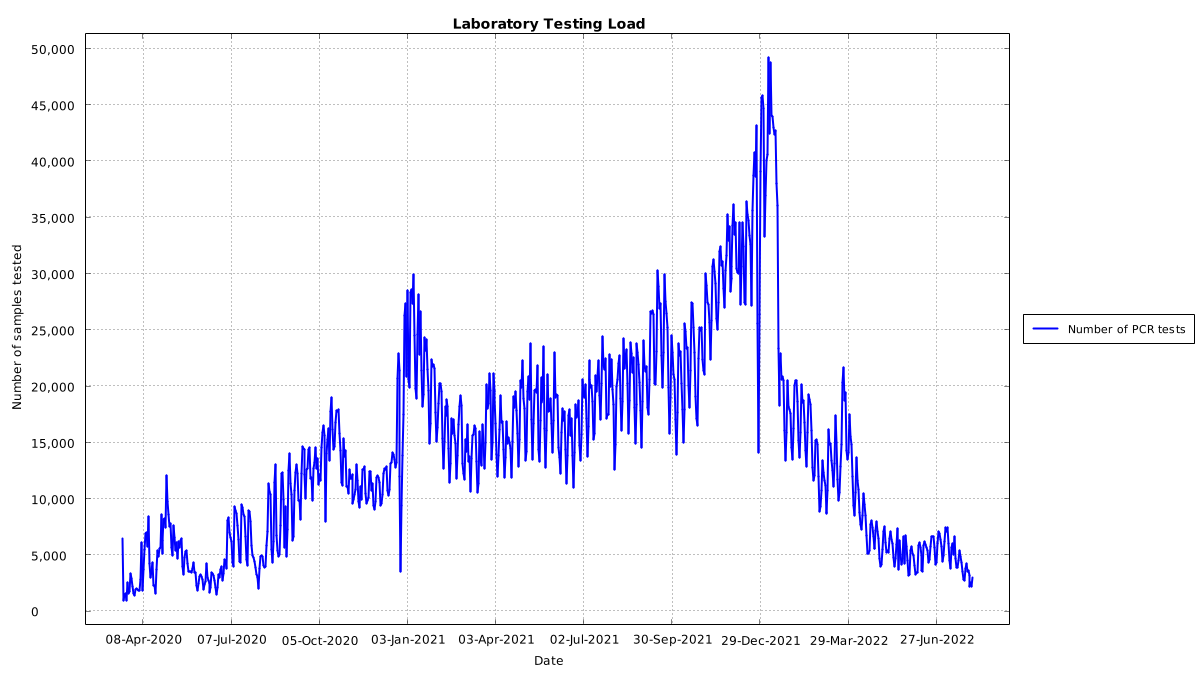 Laboratory Testing Load
Number of samples tested
50,000
45,000
40,000
35,000
30,000
25,000
20,000
15,000
10,000
5,000
0
08-Apr-2020 07-Jul-2020 05-Oct-2020 03-Jan-2021 03-Apr-2021 02-Jul-2021 30-Sep-2021 29-Dec-2021 29-Mar-2022 27-Jun-2022
Date
Number of PCR tests